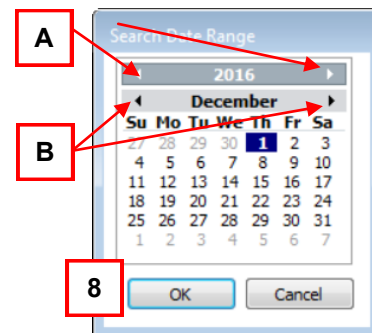 A
Search Date Range
2016
December
B
Su Mo Tu We Th Fr Sa
27 28 29 30 1 2 3
4 5 6 7 8 9 10
11 12 13 14 15 16 17
18 19 20 21 22 23 24
25 26 27 28 29 30 31
1 2 3 4 5 6 7
8
OK Cancel